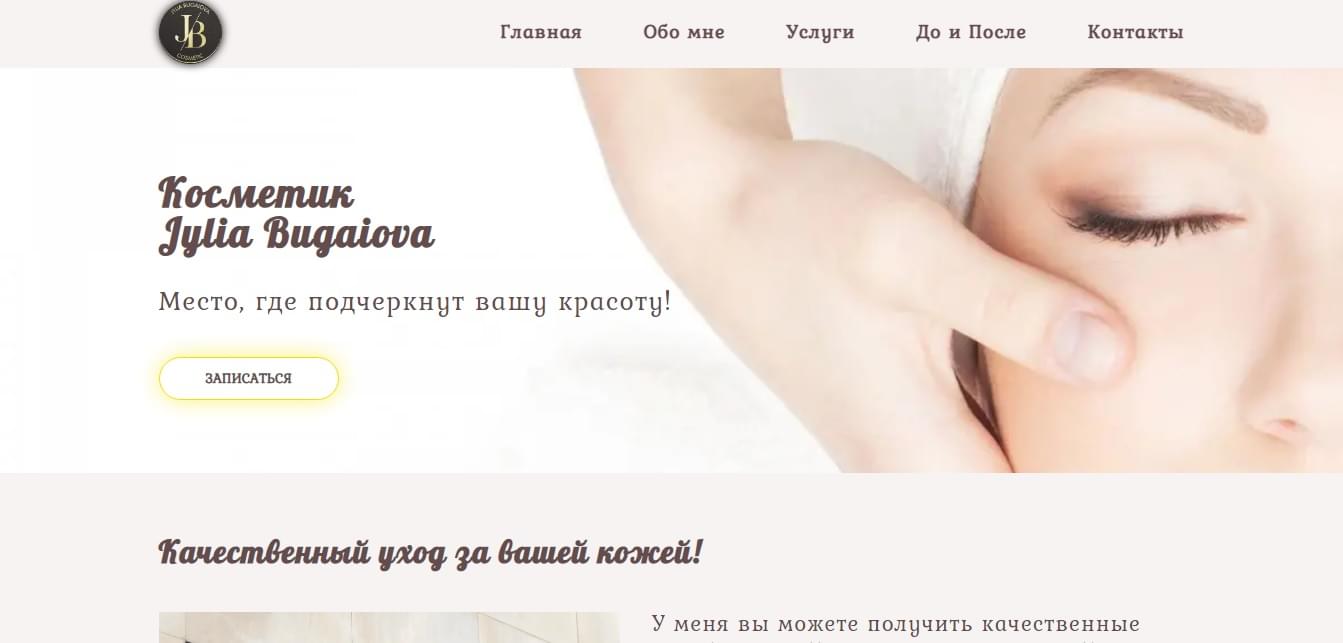 JYLIA BUGAIOVA
JB
COSMETIC
Главная Обо мне Услуги До и После Контакты
Косметик
Jylia Bugaiova
Место, где подчеркнут вашу красоту!
ЗАПИСАТЬСЯ
Качественный уход за вашей кожей!
У меня вы можете получить качественные